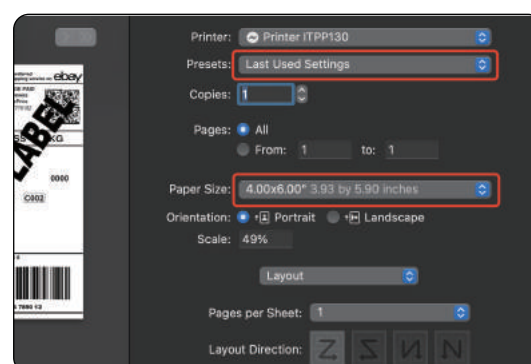 Printer: Printer ITPP130
Presets: Last Used Settings
Copies: 1
Pages: All
From: 1 to: 1
Paper Size: 4.00x6.00" 3.93 by 5.90 inches
Orientation: Portrait Landscape
Scale: 49%
Layout
Pages per Sheet: 1
Layout Direction:
ebay
LABEL
KG
0000
C002